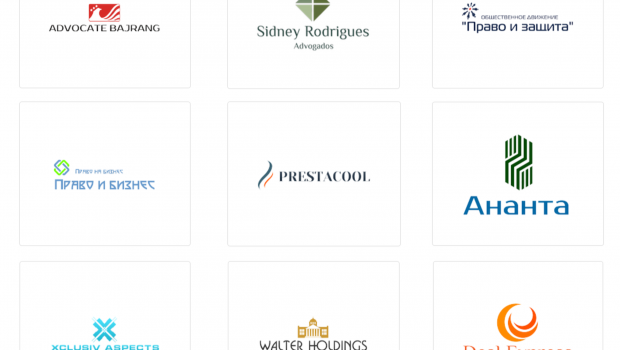 ADVOCATE BAJRANG
Sidney Rodrigues
Advogados
ОБЩЕСТВЕННОЕ ДВИЖЕНИЕ
"Право и защита"
Право на бизнес
Право и бизнес
PRESTACOOL
Ананта
XCLUSIV ASPECTS
WALTER HOLDINGS